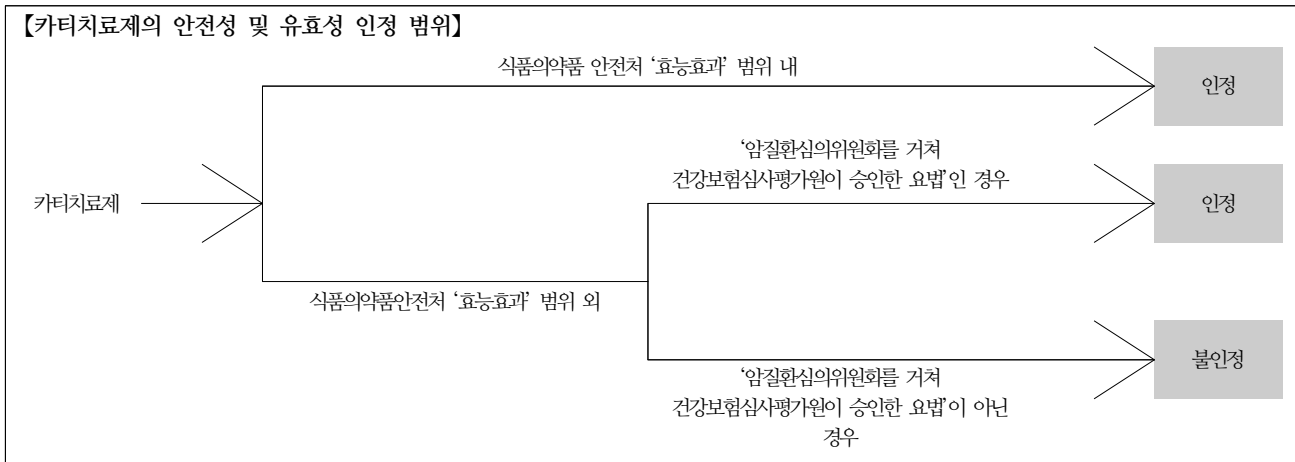 【카티치료제의 안전성 및 유효성 인정 범위】
식품의약품 안전처 ‘효능효과’ 범위 내
인정
‘암질환심의위원회를 거쳐
건강보험심사평가원이 승인한 요법’인 경우
카티치료제
인정
식품의약품안전처 ‘효능효과’ 범위 외
불인정
‘암질환심의위원회를 거쳐
건강보험심사평가원이 승인한 요법’이 아닌
경우